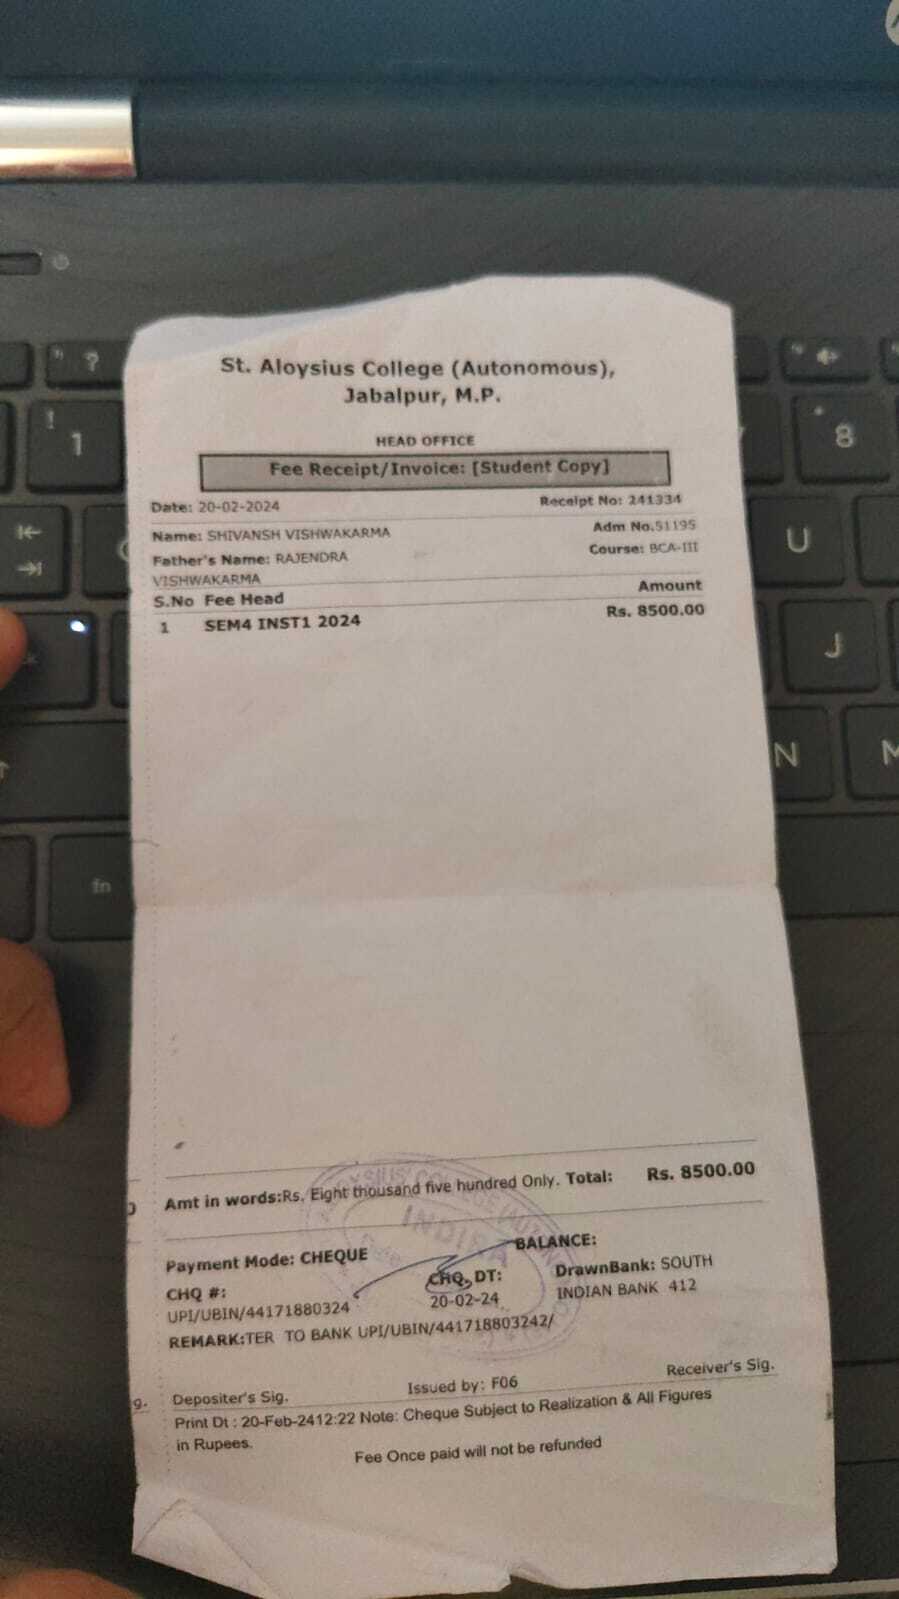 St. Aloysius College (Autonomous),
Jabalpur, M.P.
HEAD OFFICE
Fee Receipt/Invoice: [Student Copy]
Date: 20-02-2024 Receipt No: 241334
Name: SHIVANSH VISHWAKARMA Adm No.51195
Father's Name: RAJENDRA Course: BCA-III
VISHWAKARMA
S.No Fee Head Amount
1 SEM4 INST1 2024 Rs. 8500.00
Amt in words:Rs. Eight thousand five hundred Only. Total: Rs. 8500.00
Payment Mode: CHEQUE BALANCE:
CHQ #: CHQ. DT: DrawnBank: SOUTH
UPI/UBIN/44171880324 20-02-24 INDIAN BANK 412
REMARK:TER TO BANK UPI/UBIN/441718803242/
g. Depositer's Sig. Issued by: F06 Receiver's Sig.
Print Dt : 20-Feb-2412:22 Note: Cheque Subject to Realization & All Figures
in Rupees.
Fee Once paid will not be refunded
?
1
8
U
J
N
M
fn